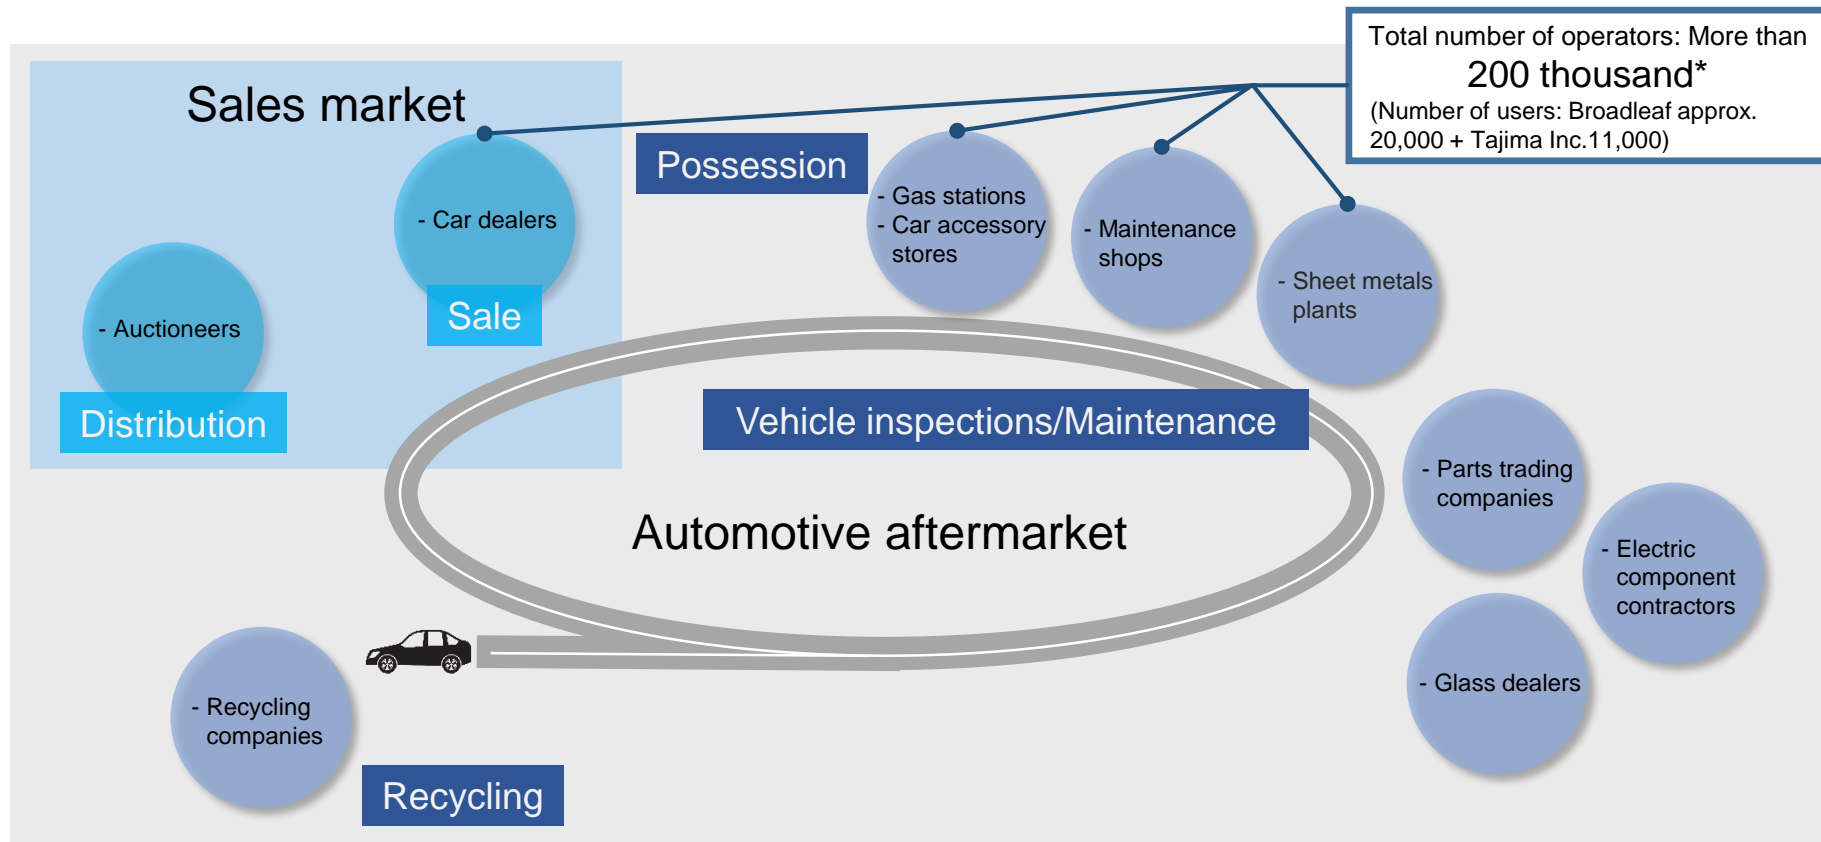 Total number of operators: More than
200 thousand*
(Number of users: Broadleaf approx.
20,000 + Tajima Inc.11,000)
Sales market
Possession
- Car dealers
Sale
- Auctioneers
Distribution
- Gas stations
- Car accessory
stores
- Maintenance
shops
- Sheet metals
plants
Vehicle inspections/Maintenance
Automotive aftermarket
- Parts trading
companies
- Electric
component
contractors
- Glass dealers
- Recycling
companies
Recycling